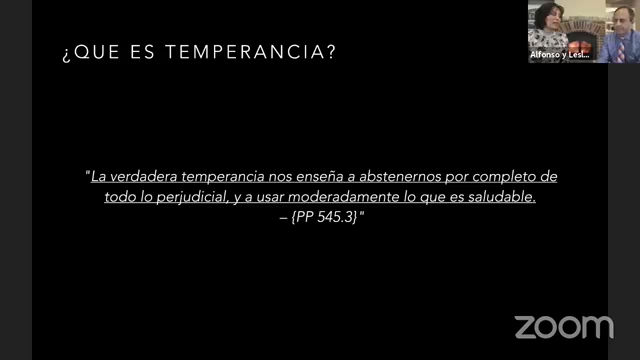 ¿QUE ES TEMPERANCIA?
Alfonso y Lesl...
"La verdadera temperancia nos enseña a abstenernos por completo de
todo lo perjudicial, y a usar moderadamente lo que es saludable.
– {PP 545.3}"
zoom